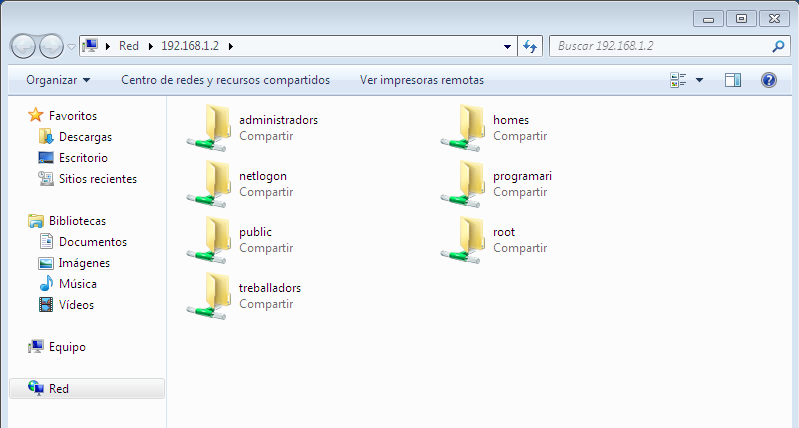 Red 192.168.1.2
Buscar 192.168.1.2
Organizar Centro de redes y recursos compartidos Ver impresoras remotas
Favoritos
Descargas
Escritorio
Sitios recientes
Bibliotecas
Documentos
Imágenes
Música
Vídeos
Equipo
Red
administradors
Compartir
homes
Compartir
netlogon
Compartir
programari
Compartir
public
Compartir
root
Compartir
treballadors
Compartir